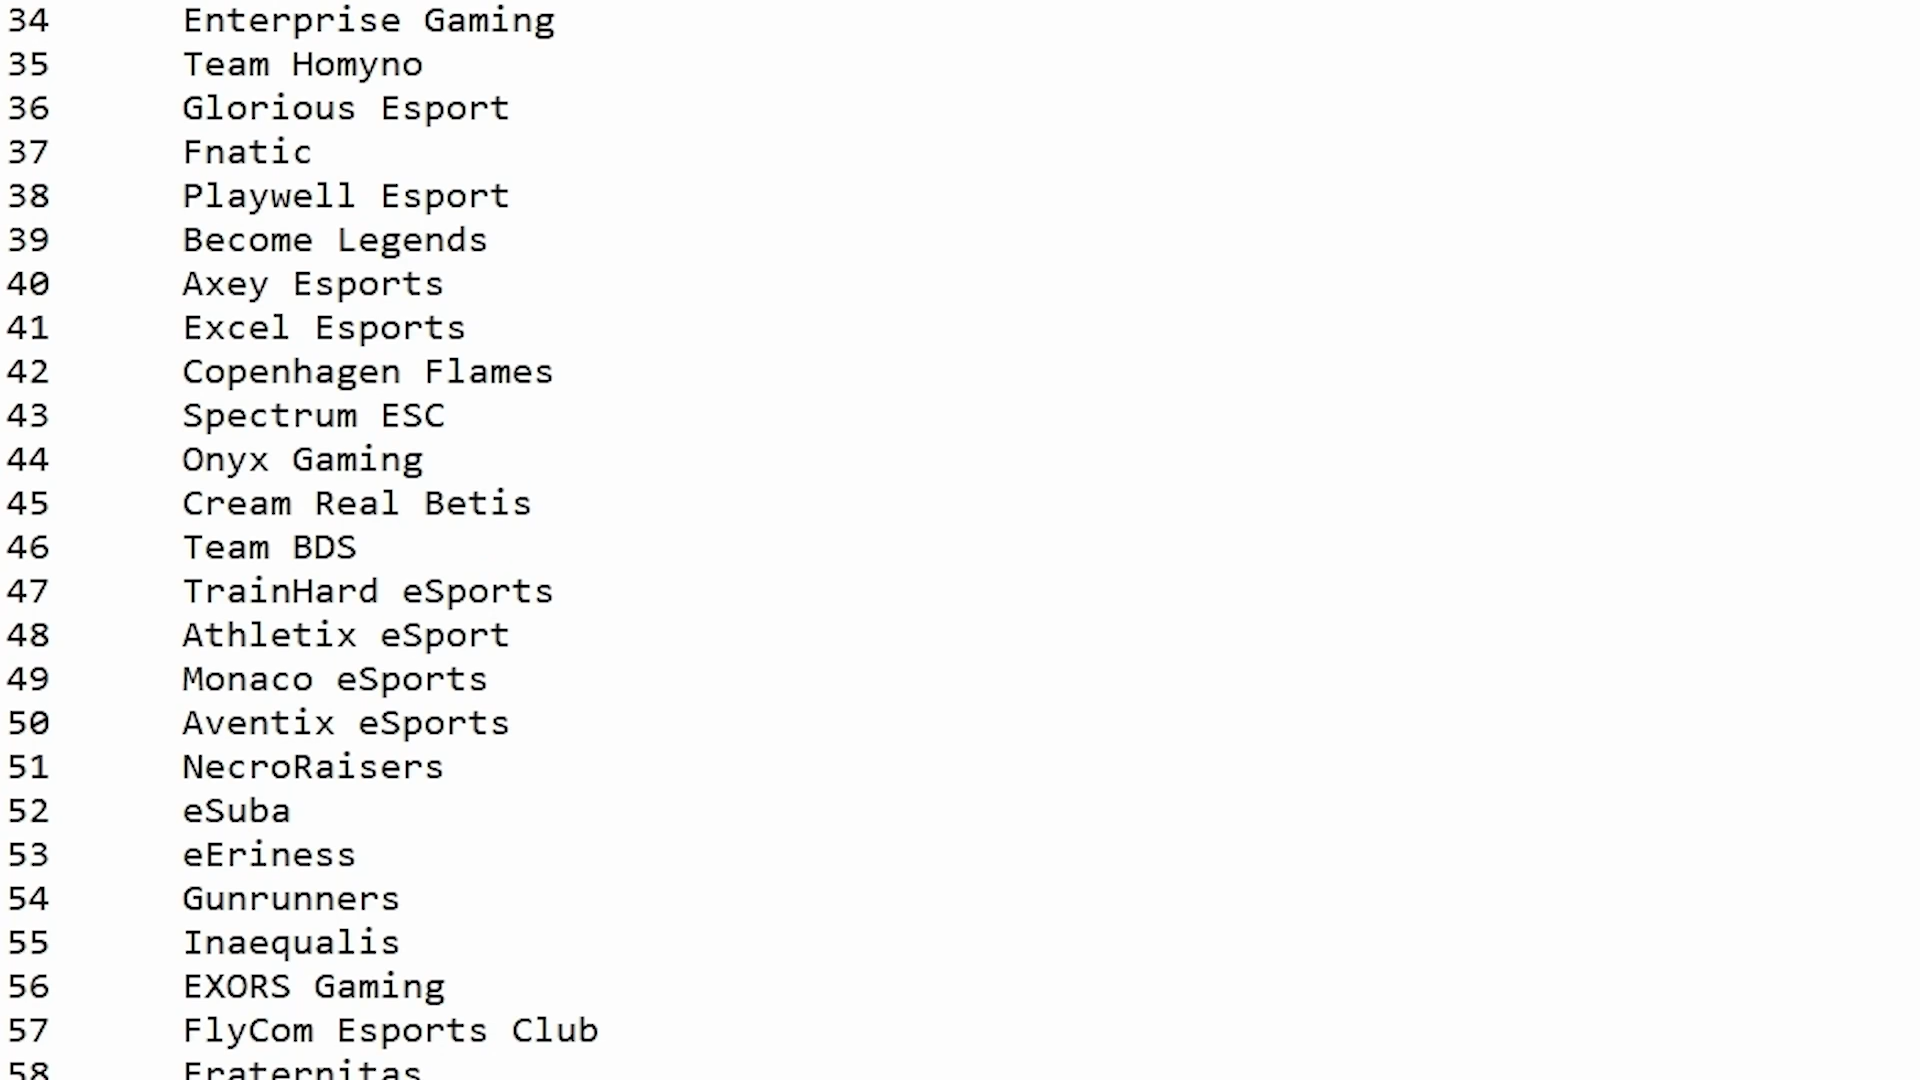 34 Enterprise Gaming
35 Team Homyno
36 Glorious Esport
37 Fnatic
38 Playwell Esport
39 Become Legends
40 Axey Esports
41 Excel Esports
42 Copenhagen Flames
43 Spectrum ESC
44 Onyx Gaming
45 Cream Real Betis
46 Team BDS
47 TrainHard eSports
48 Athletix eSport
49 Monaco eSports
50 Aventix eSports
51 NecroRaisers
52 eSuba
53 eEriness
54 Gunrunners
55 Inaequalis
56 EXORS Gaming
57 FlyCom Esports Club
58 Fraternitas